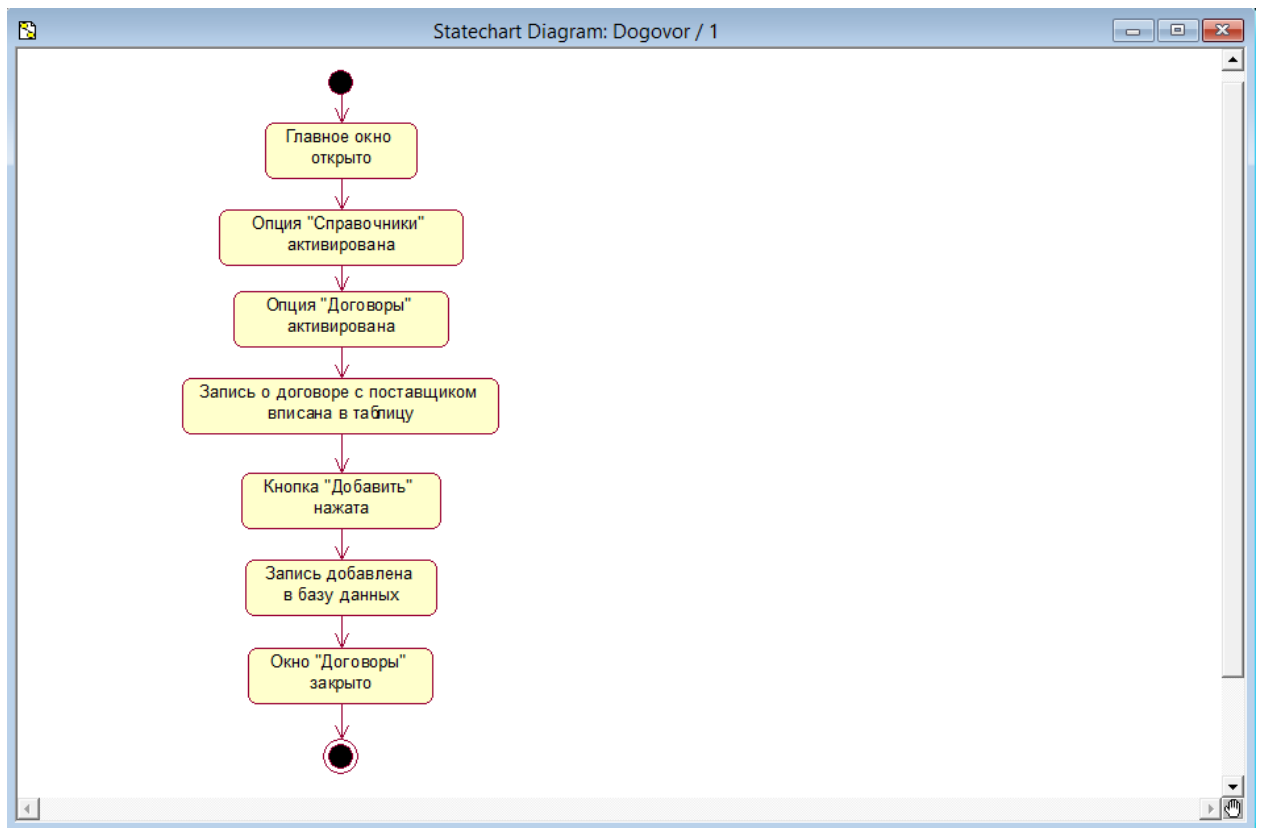 Statechart Diagram: Dogovor / 1
Главное окно
открыто
Опция "Справочники"
активирована
Опция "Договоры"
активирована
Запись о договоре с поставщиком
вписана в таблицу
Кнопка "Добавить"
нажата
Запись добавлена
в базу данных
Окно "Договоры"
закрыто